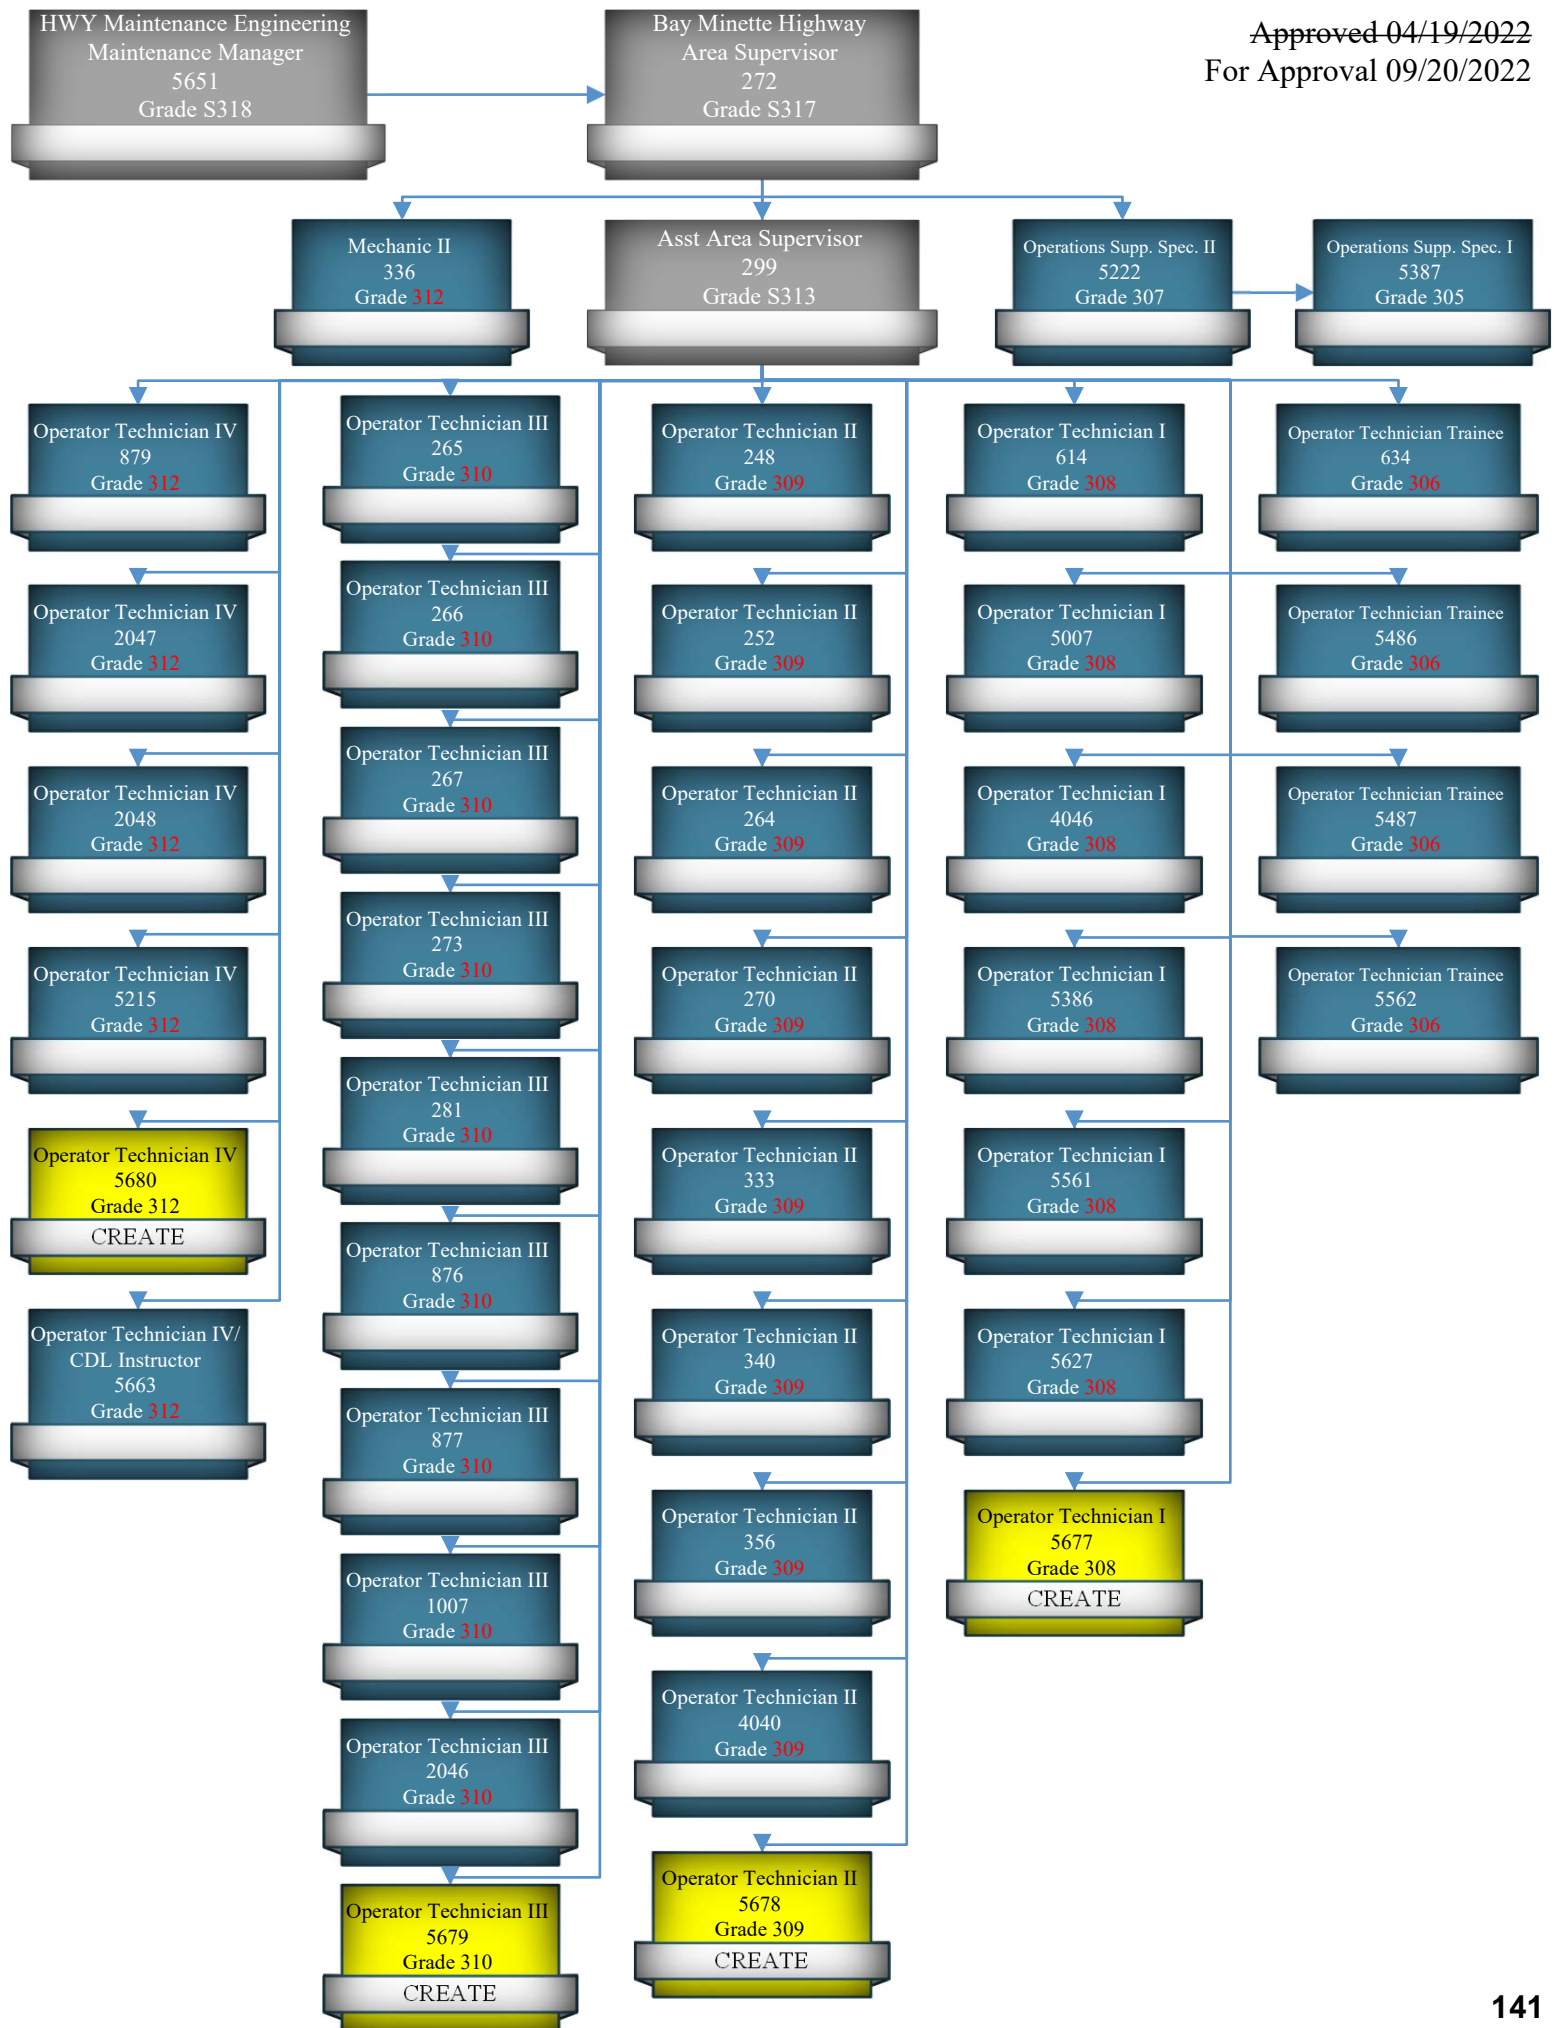 HWY Maintenance Engineering
Maintenance Manager
5651
Grade S318
Bay Minette Highway
Area Supervisor
272
Grade S317
Approved 04/19/2022
For Approval 09/20/2022
Mechanic II
336
Grade 312
Asst Area Supervisor
299
Grade S313
Operations Supp. Spec. II
5222
Grade 307
Operations Supp. Spec. I
5387
Grade 305
Operator Technician IV
879
Grade 312
Operator Technician IV
2047
Grade 312
Operator Technician IV
2048
Grade 312
Operator Technician IV
5215
Grade 312
Operator Technician IV
5680
Grade 312
CREATE
Operator Technician IV/
CDL Instructor
5663
Grade 312
Operator Technician III
265
Grade 310
Operator Technician III
266
Grade 310
Operator Technician III
267
Grade 310
Operator Technician III
273
Grade 310
Operator Technician III
281
Grade 310
Operator Technician III
876
Grade 310
Operator Technician III
877
Grade 310
Operator Technician III
1007
Grade 310
Operator Technician III
2046
Grade 310
Operator Technician III
5679
Grade 310
CREATE
Operator Technician II
248
Grade 309
Operator Technician II
252
Grade 309
Operator Technician II
264
Grade 309
Operator Technician II
270
Grade 309
Operator Technician II
333
Grade 309
Operator Technician II
340
Grade 309
Operator Technician II
356
Grade 309
Operator Technician II
4040
Grade 309
Operator Technician II
5678
Grade 309
CREATE
Operator Technician I
614
Grade 308
Operator Technician I
5007
Grade 308
Operator Technician I
4046
Grade 308
Operator Technician I
5386
Grade 308
Operator Technician I
5561
Grade 308
Operator Technician I
5627
Grade 308
Operator Technician I
5677
Grade 308
CREATE
Operator Technician Trainee
634
Grade 306
Operator Technician Trainee
5486
Grade 306
Operator Technician Trainee
5487
Grade 306
Operator Technician Trainee
5562
Grade 306
141